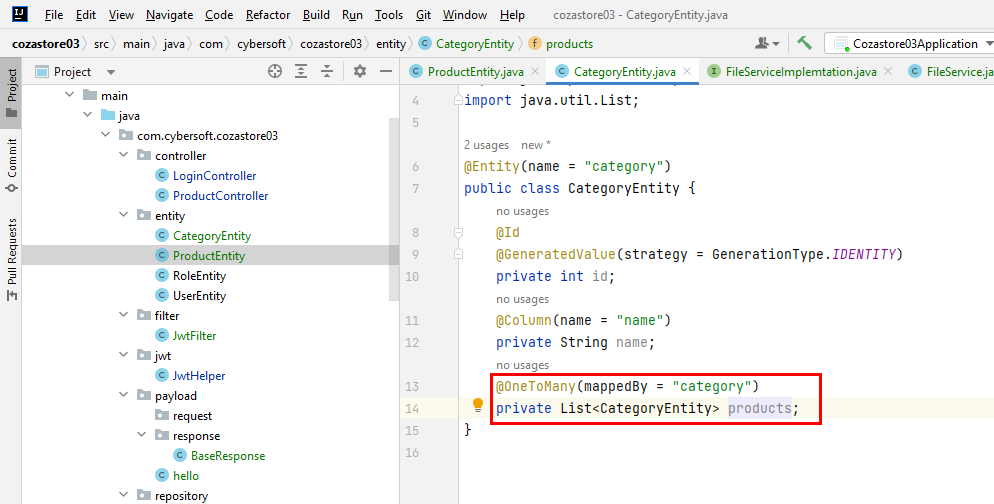 IJ File Edit View Navigate Code Refactor Build Run Tools Git Window Help cozastore03 - CategoryEntity.java
cozastore03 src main java com cybersoft cozastore03 entity C CategoryEntity f products Cozastore03Application
Project
Commit
Pull Requests
Project
main
java
com.cybersoft.cozastore03
controller
C LoginController
C ProductController
entity
C CategoryEntity
C ProductEntity
C RoleEntity
C UserEntity
filter
C JwtFilter
jwt
C JwtHelper
payload
request
response
C BaseResponse
C hello
repository
C ProductEntity.java C CategoryEntity.java I FileServiceImplemtation.java C FileService.ja
4 import java.util.List;
2 usages new *
6 @Entity(name = "category")
7 public class CategoryEntity {
no usages
8 @Id
9 @GeneratedValue(strategy = GenerationType.IDENTITY)
10 private int id;
no usages
11 @Column(name = "name")
12 private String name;
no usages
13 @OneToMany(mappedBy = "category")
14 private List<CategoryEntity> products;
15 }
16